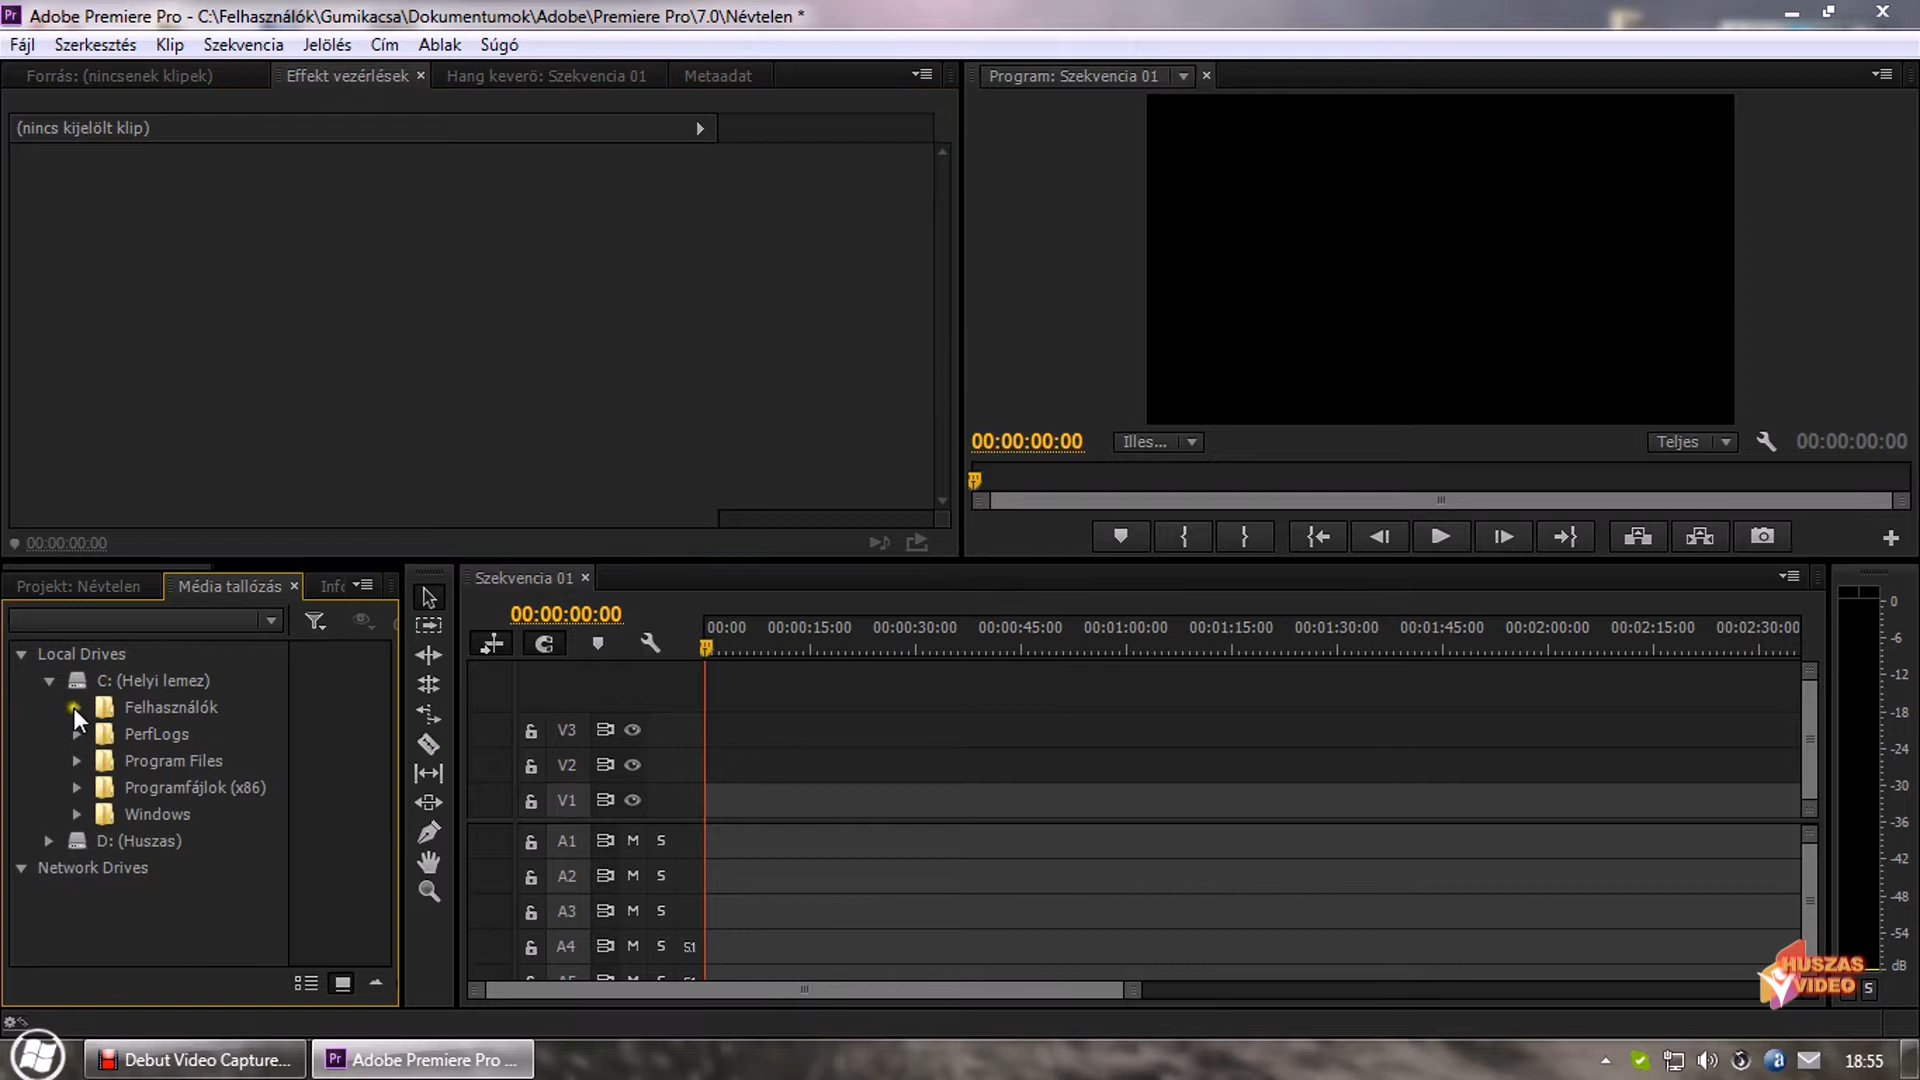 Pr Adobe Premiere Pro - C:\Felhasználók\Gumikacsa\Dokumentumok\Adobe\Premiere Pro\7.0\Névtelen *
Fájl Szerkesztés Klip Szekvencia Jelölés Cím Ablak Súgó
Forrás: (nincsenek klipek) Effekt vezérlések Hang keverő: Szekvencia 01 Metaadat
Program: Szekvencia 01
(nincs kijelölt klip)
00:00:00:00 Illes... Teljes 00:00:00:00
00:00:00:00
Projekt: Névtelen Média tallózás Info
Szekvencia 01
00:00:00:00
00:00 00:00:15:00 00:00:30:00 00:00:45:00 00:01:00:00 00:01:15:00 00:01:30:00 00:01:45:00 00:02:00:00 00:02:15:00 00:02:30:00
Local Drives
C: (Helyi lemez)
Felhasználók
PerfLogs
Program Files
Programfájlok (x86)
Windows
D: (Huszas)
Network Drives
V3
V2
V1
A1 M S
A2 M S
A3 M S
A4 M S 5.1
0
-6
-12
-18
-24
-30
-36
-42
-48
-54
dB
S
HUSZAS
VIDEO
Debut Video Capture... Pr Adobe Premiere Pro ... 18:55